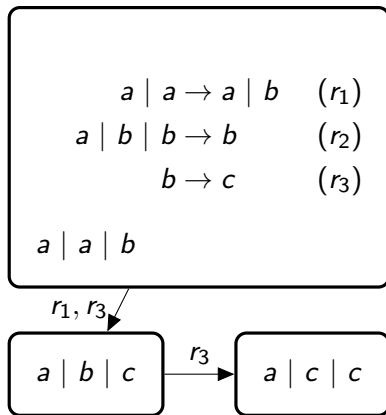 a | a → a | b (r₁)
a | b | b → b (r₂)
b → c (r₃)
a | a | b
r₁, r₃
a | b | c
r₃
a | c | c